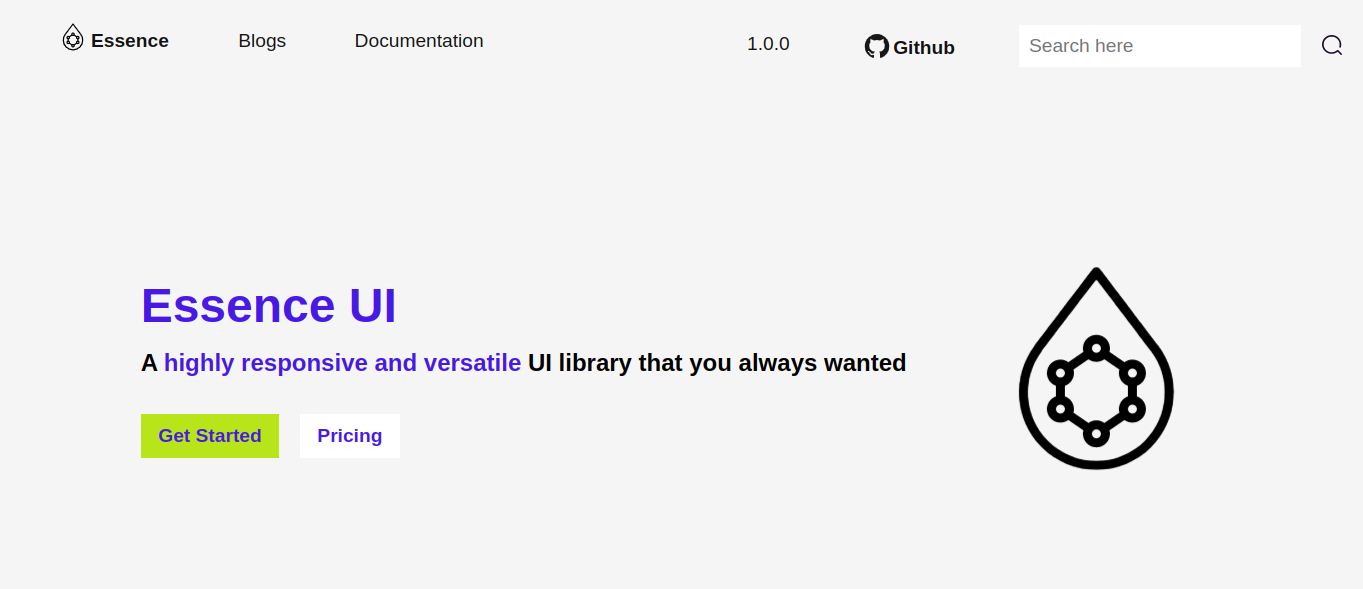 Essence Blogs Documentation 1.0.0 Github Search here
Essence UI
A highly responsive and versatile UI library that you always wanted
Get Started Pricing